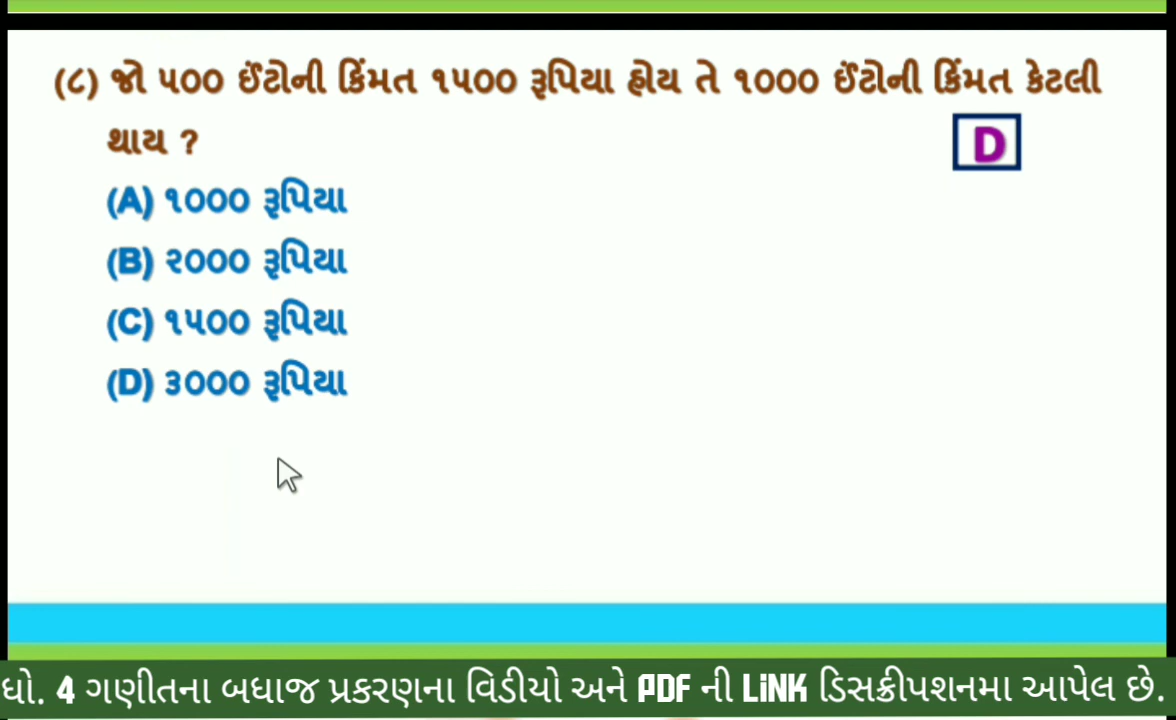 (૮) જો ૫૦૦ ઈંટોની કિંમત ૧૫૦૦ રૂપિયા હોય તે ૧૦૦૦ ઈંટોની કિંમત કેટલી
થાય ?
D
(A) ૧૦૦૦ રૂપિયા
(B) ૨૦૦૦ રૂપિયા
(C) ૧૫૦૦ રૂપિયા
(D) ૩૦૦૦ રૂપિયા
ધો. 4 ગણીતના બધાજ પ્રકરણના વિડીયો અને PDF ની LiNK ડિસક્રીપશનમા આપેલ છે.